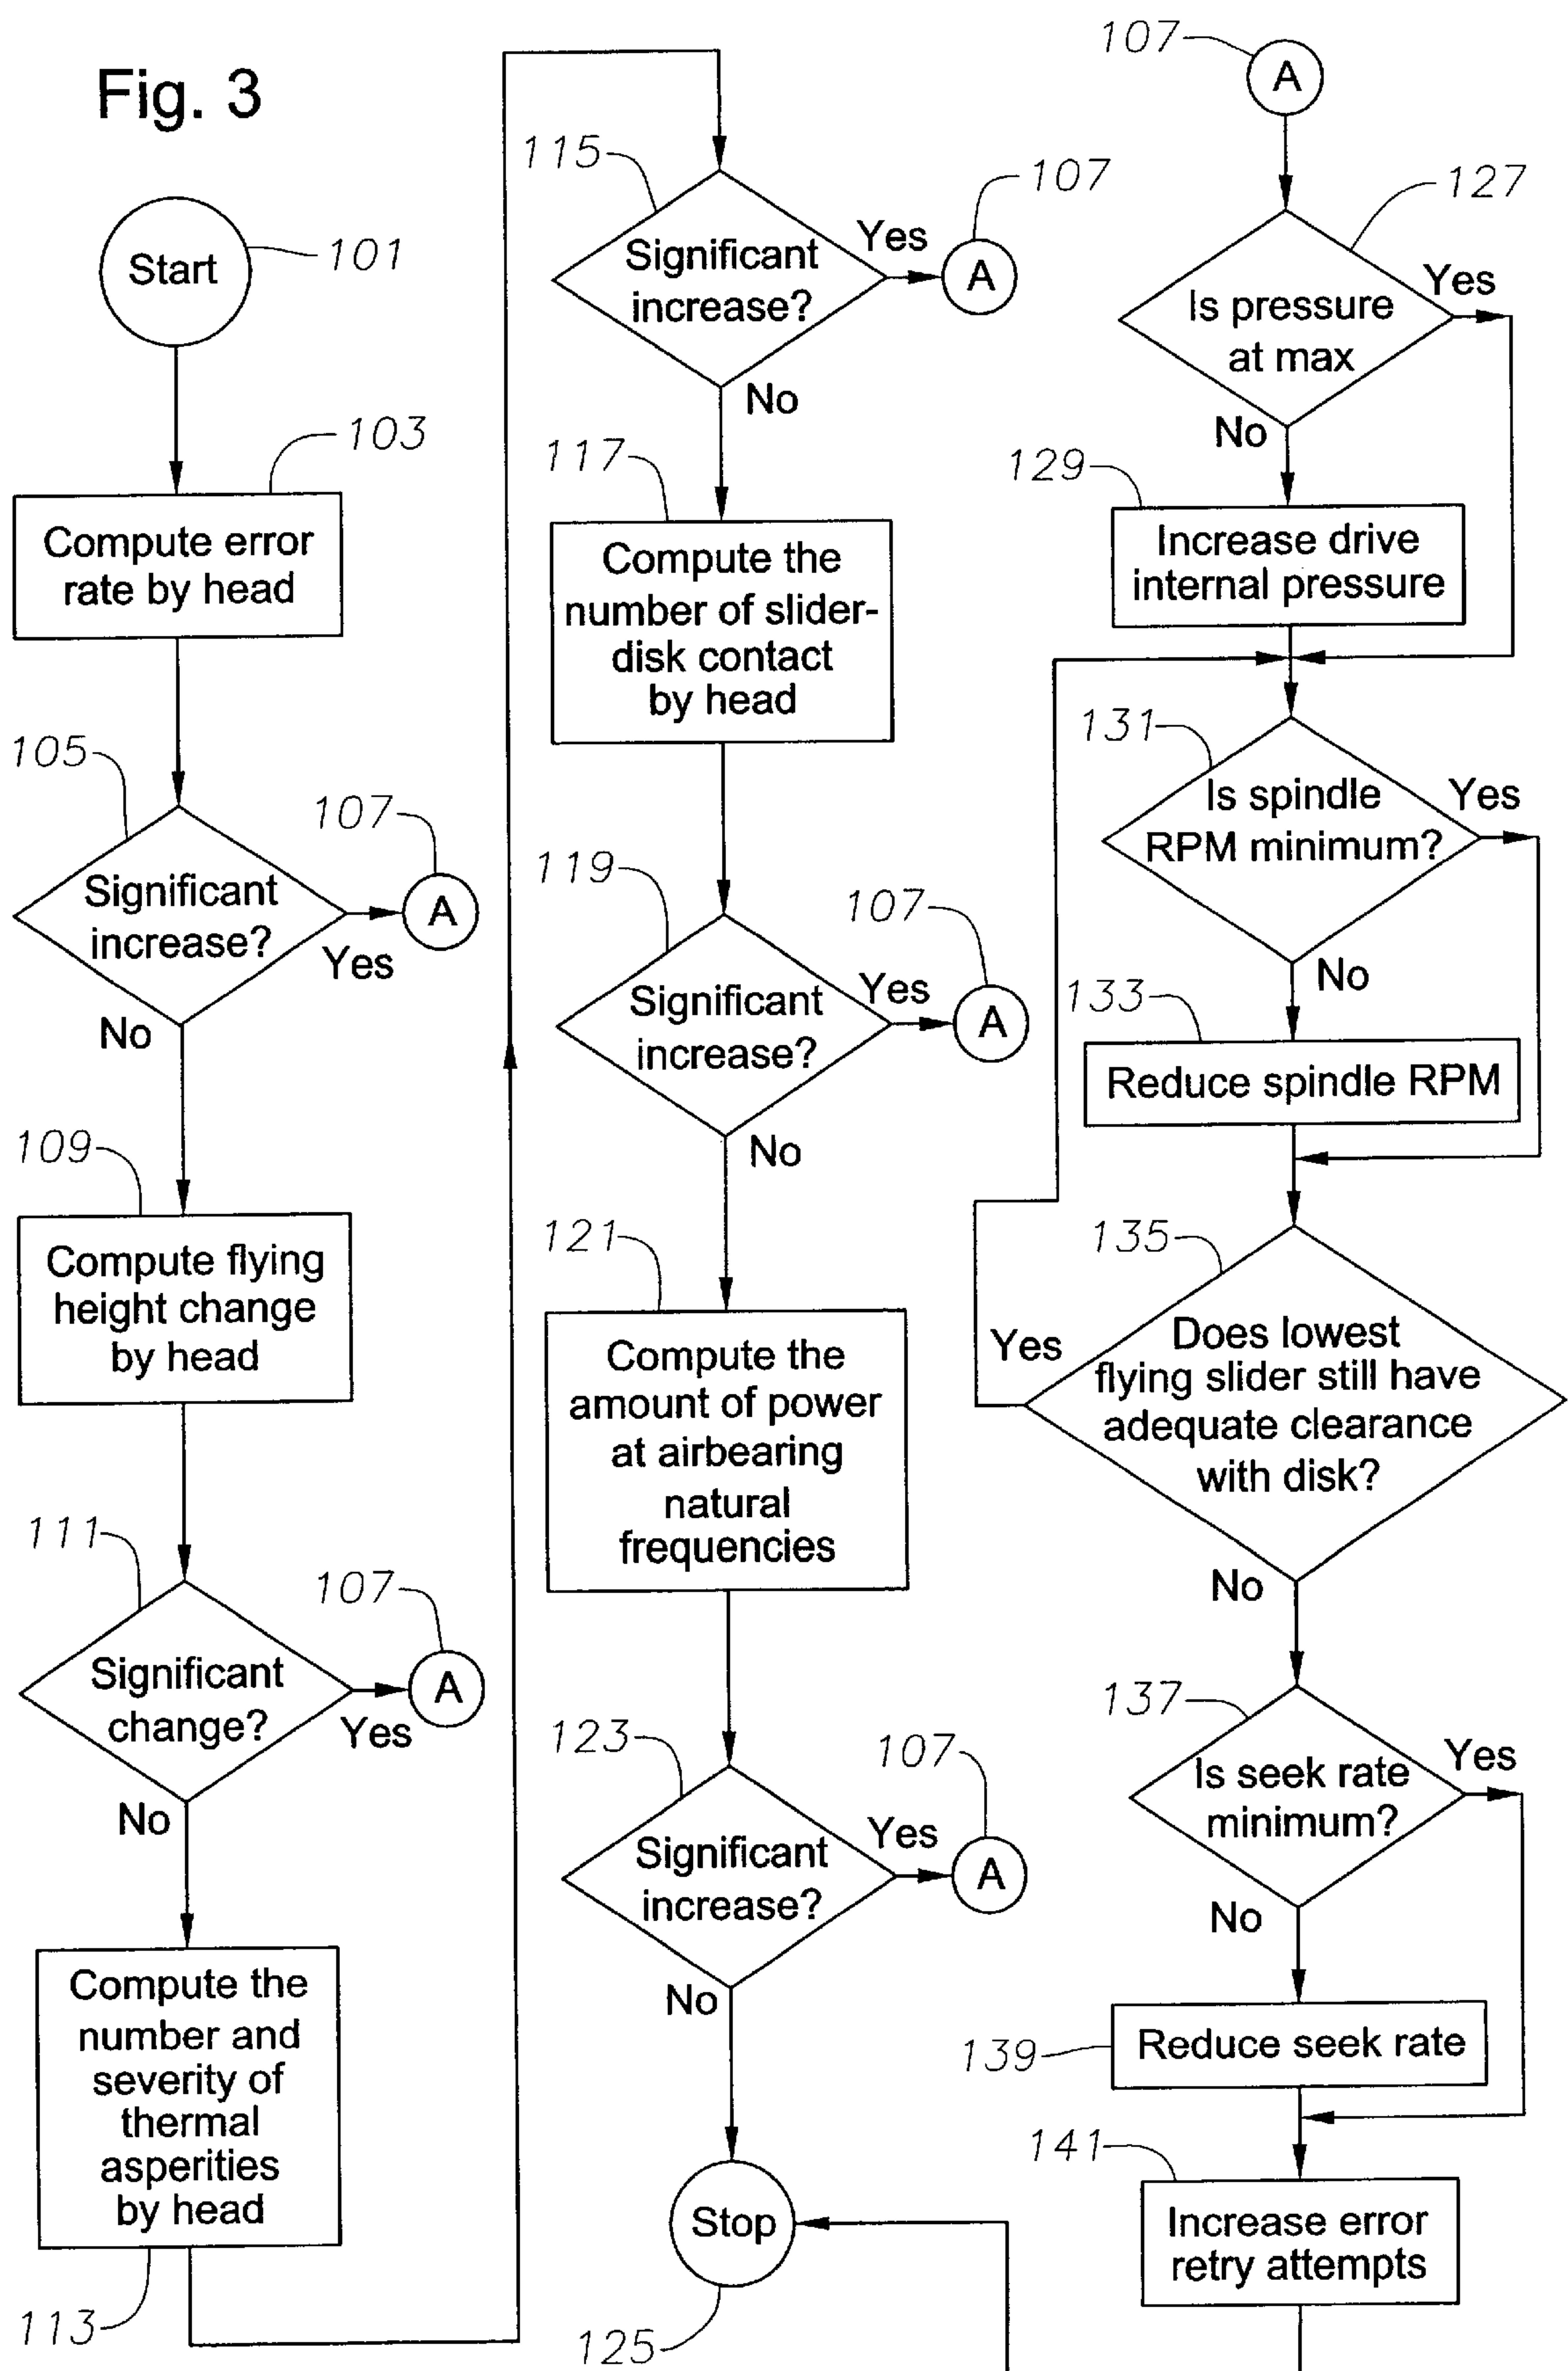 Fig. 3
Start
101
103
Compute error
rate by head
105
107
Significant
increase?
A
Yes
No
109
Compute flying
height change
by head
111
107
Significant
change?
A
Yes
No
Compute the
number and
severity of
thermal
asperities
by head
113
115
107
Significant
increase?
Yes
A
No
117
Compute the
number of slider-
disk contact
by head
119
107
Significant
increase?
Yes
A
No
121
Compute the
amount of power
at airbearing
natural
frequencies
123
107
Significant
increase?
Yes
A
No
Stop
125
107
A
127
Is pressure
at max
Yes
No
129
Increase drive
internal pressure
131
Is spindle
RPM minimum?
Yes
No
133
Reduce spindle RPM
135
Does lowest
flying slider still have
adequate clearance
with disk?
Yes
No
137
Is seek rate
minimum?
Yes
No
139
Reduce seek rate
141
Increase error
retry attempts